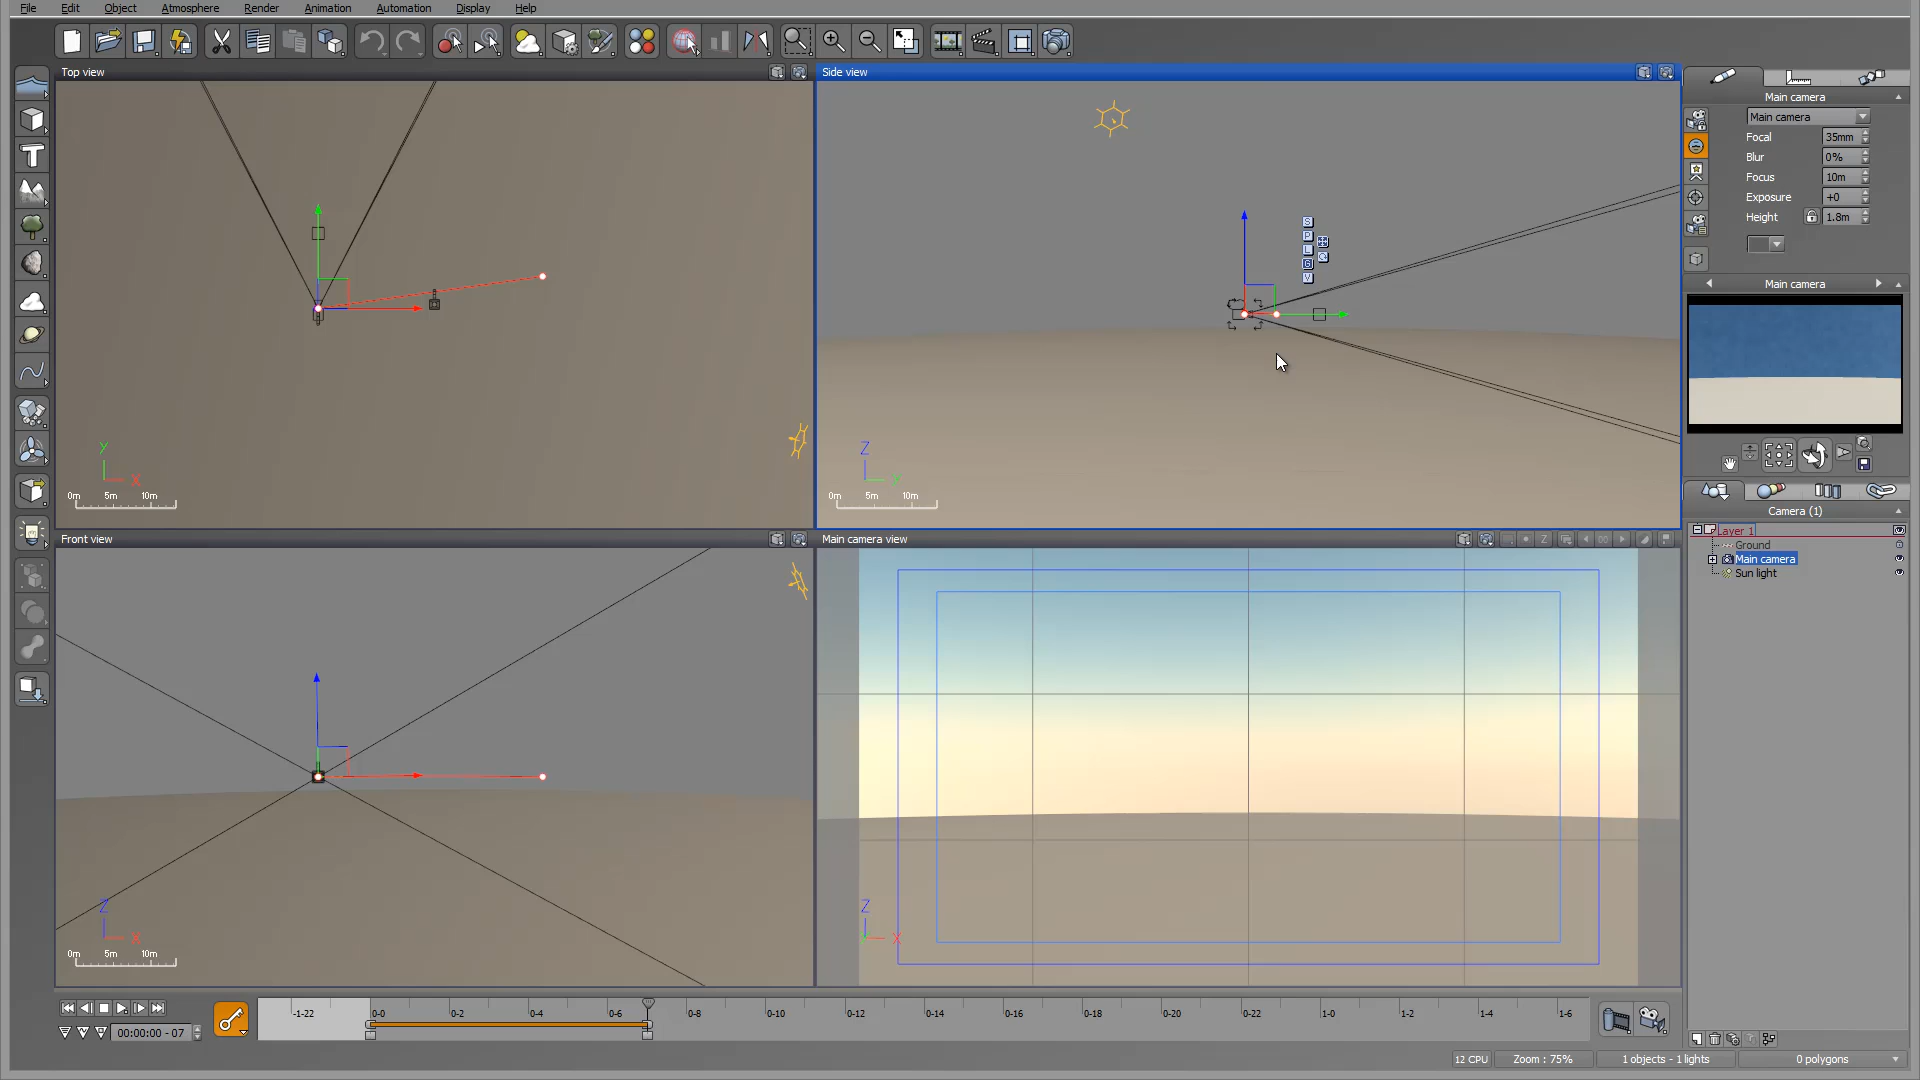 File Edit Object Atmosphere Render Animation Automation Display Help
Top view
Side view
Main camera
Main camera
Focal 35mm
Blur 0%
Focus 10m
Exposure +0
Height 1.8m
S
P
L
G
V
Y
X
0m 5m 10m
Z
Y
0m 5m 10m
Main camera
Camera (1)
Layer 1
Ground
Main camera
Sun light
Front view
Main camera view
Z
Z
X
0m 5m 10m
Z
X
-1-22 0-0 0-2 0-4 0-6 0-8 0-10 0-12 0-14 0-16 0-18 0-20 0-22 1-0 1-2 1-4 1-6
00:00:00 - 07
12 CPU Zoom : 75% 1 objects - 1 lights 0 polygons